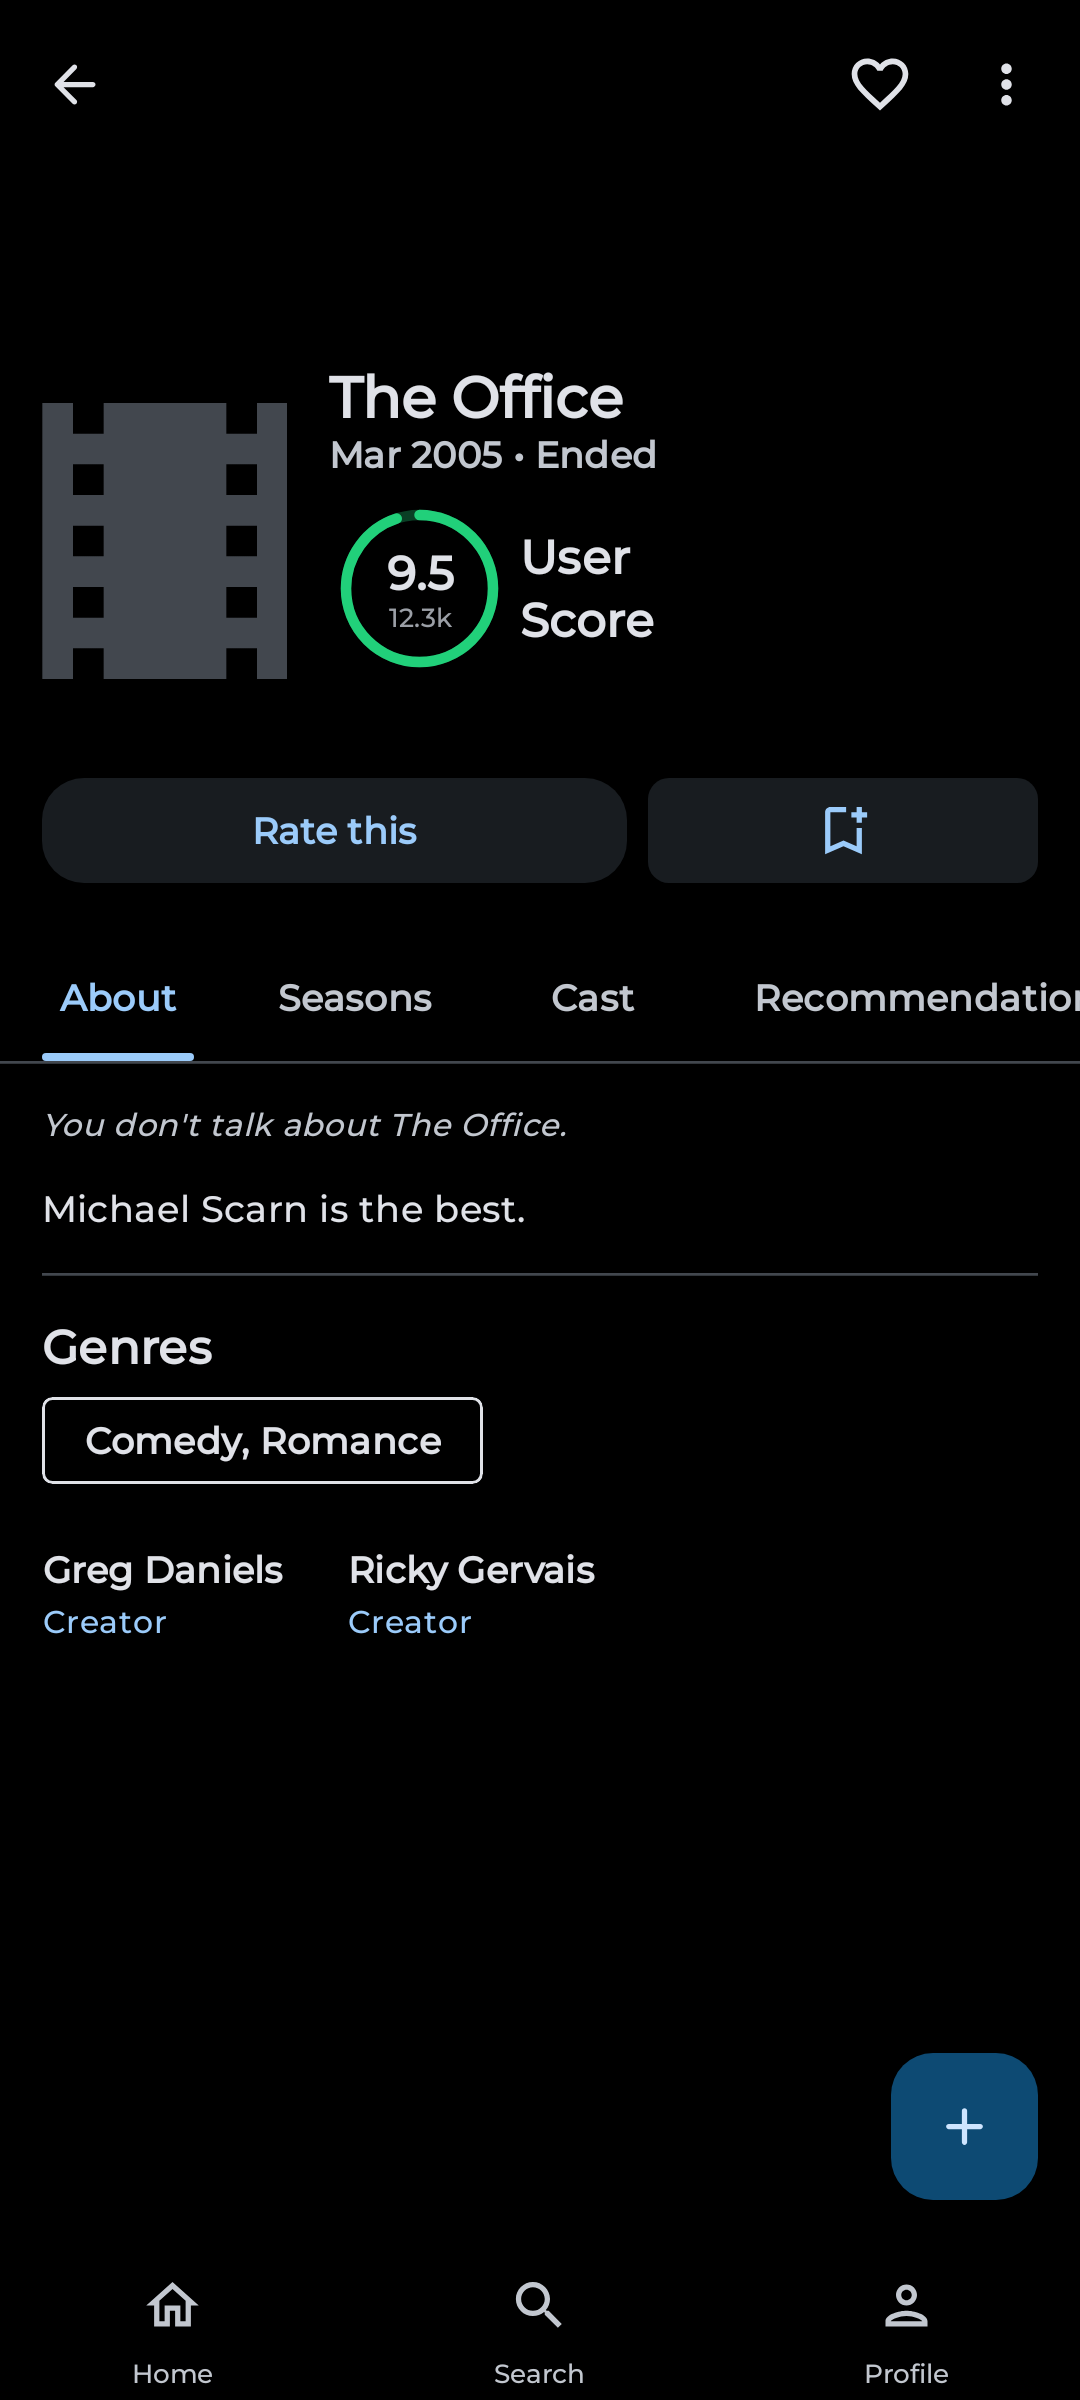 The Office
Mar 2005 • Ended
9.5
12.3k
User
Score
Rate this
About
Seasons
Cast
Recommendation
You don't talk about The Office.
Michael Scarn is the best.
Genres
Comedy, Romance
Greg Daniels
Creator
Ricky Gervais
Creator
Home
Search
Profile